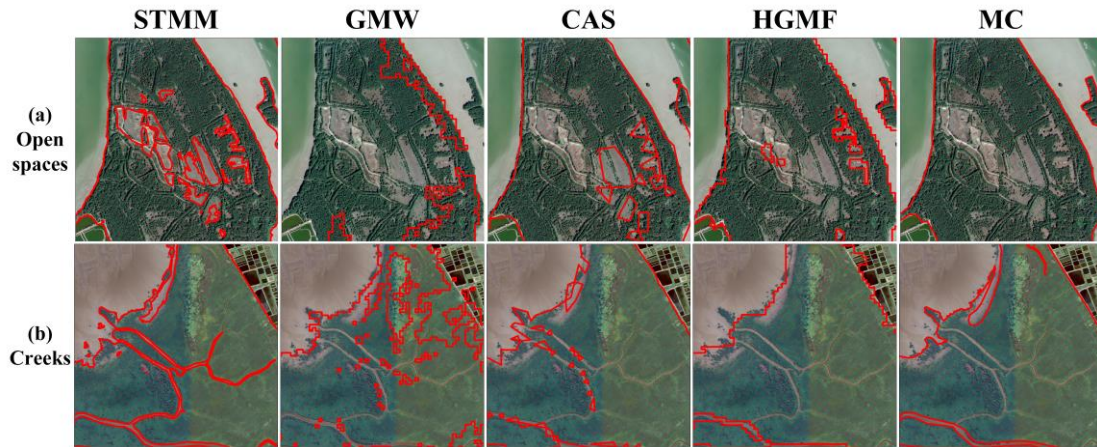 STMM GMW CAS HGMF MC
(a)
Open
spaces
(b)
Creeks